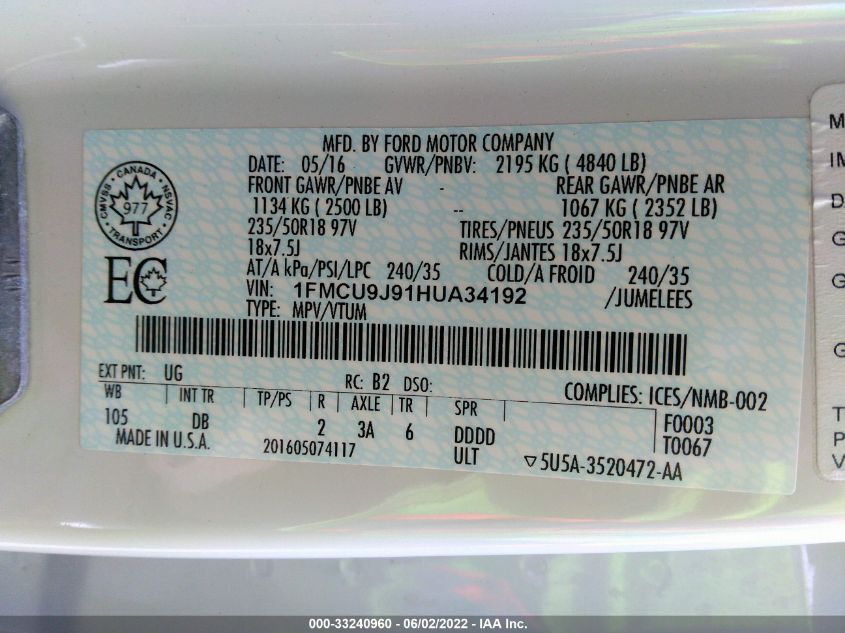 MFD. BY FORD MOTOR COMPANY
DATE: 05/16 GVWR/PNBV: 2195 KG ( 4840 LB)
FRONT GAWR/PNBE AV - REAR GAWR/PNBE AR
1134 KG ( 2500 LB) -- 1067 KG ( 2352 LB)
235/50R18 97V TIRES/PNEUS 235/50R18 97V
18x7.5J RIMS/JANTES 18x7.5J
AT/A kPa/PSI/LPC 240/35 COLD/A FROID 240/35
VIN: 1FMCU9J91HUA34192 /JUMELEES
TYPE: MPV/VTUM
CANADA
CMVSS NSVAC
977
TRANSPORT
EC
EXT PNT: UG RC: B2 DSO: COMPLIES: ICES/NMB-002
WB INT TR TP/PS R AXLE TR SPR F0003
105 DB 2 3A 6 DDDD T0067
MADE IN U.S.A. 201605074117 ULT ▽5U5A-3520472-AA
M
IM
D
G
G
G
T
P
V
000-33240960 - 06/02/2022 - IAA Inc.